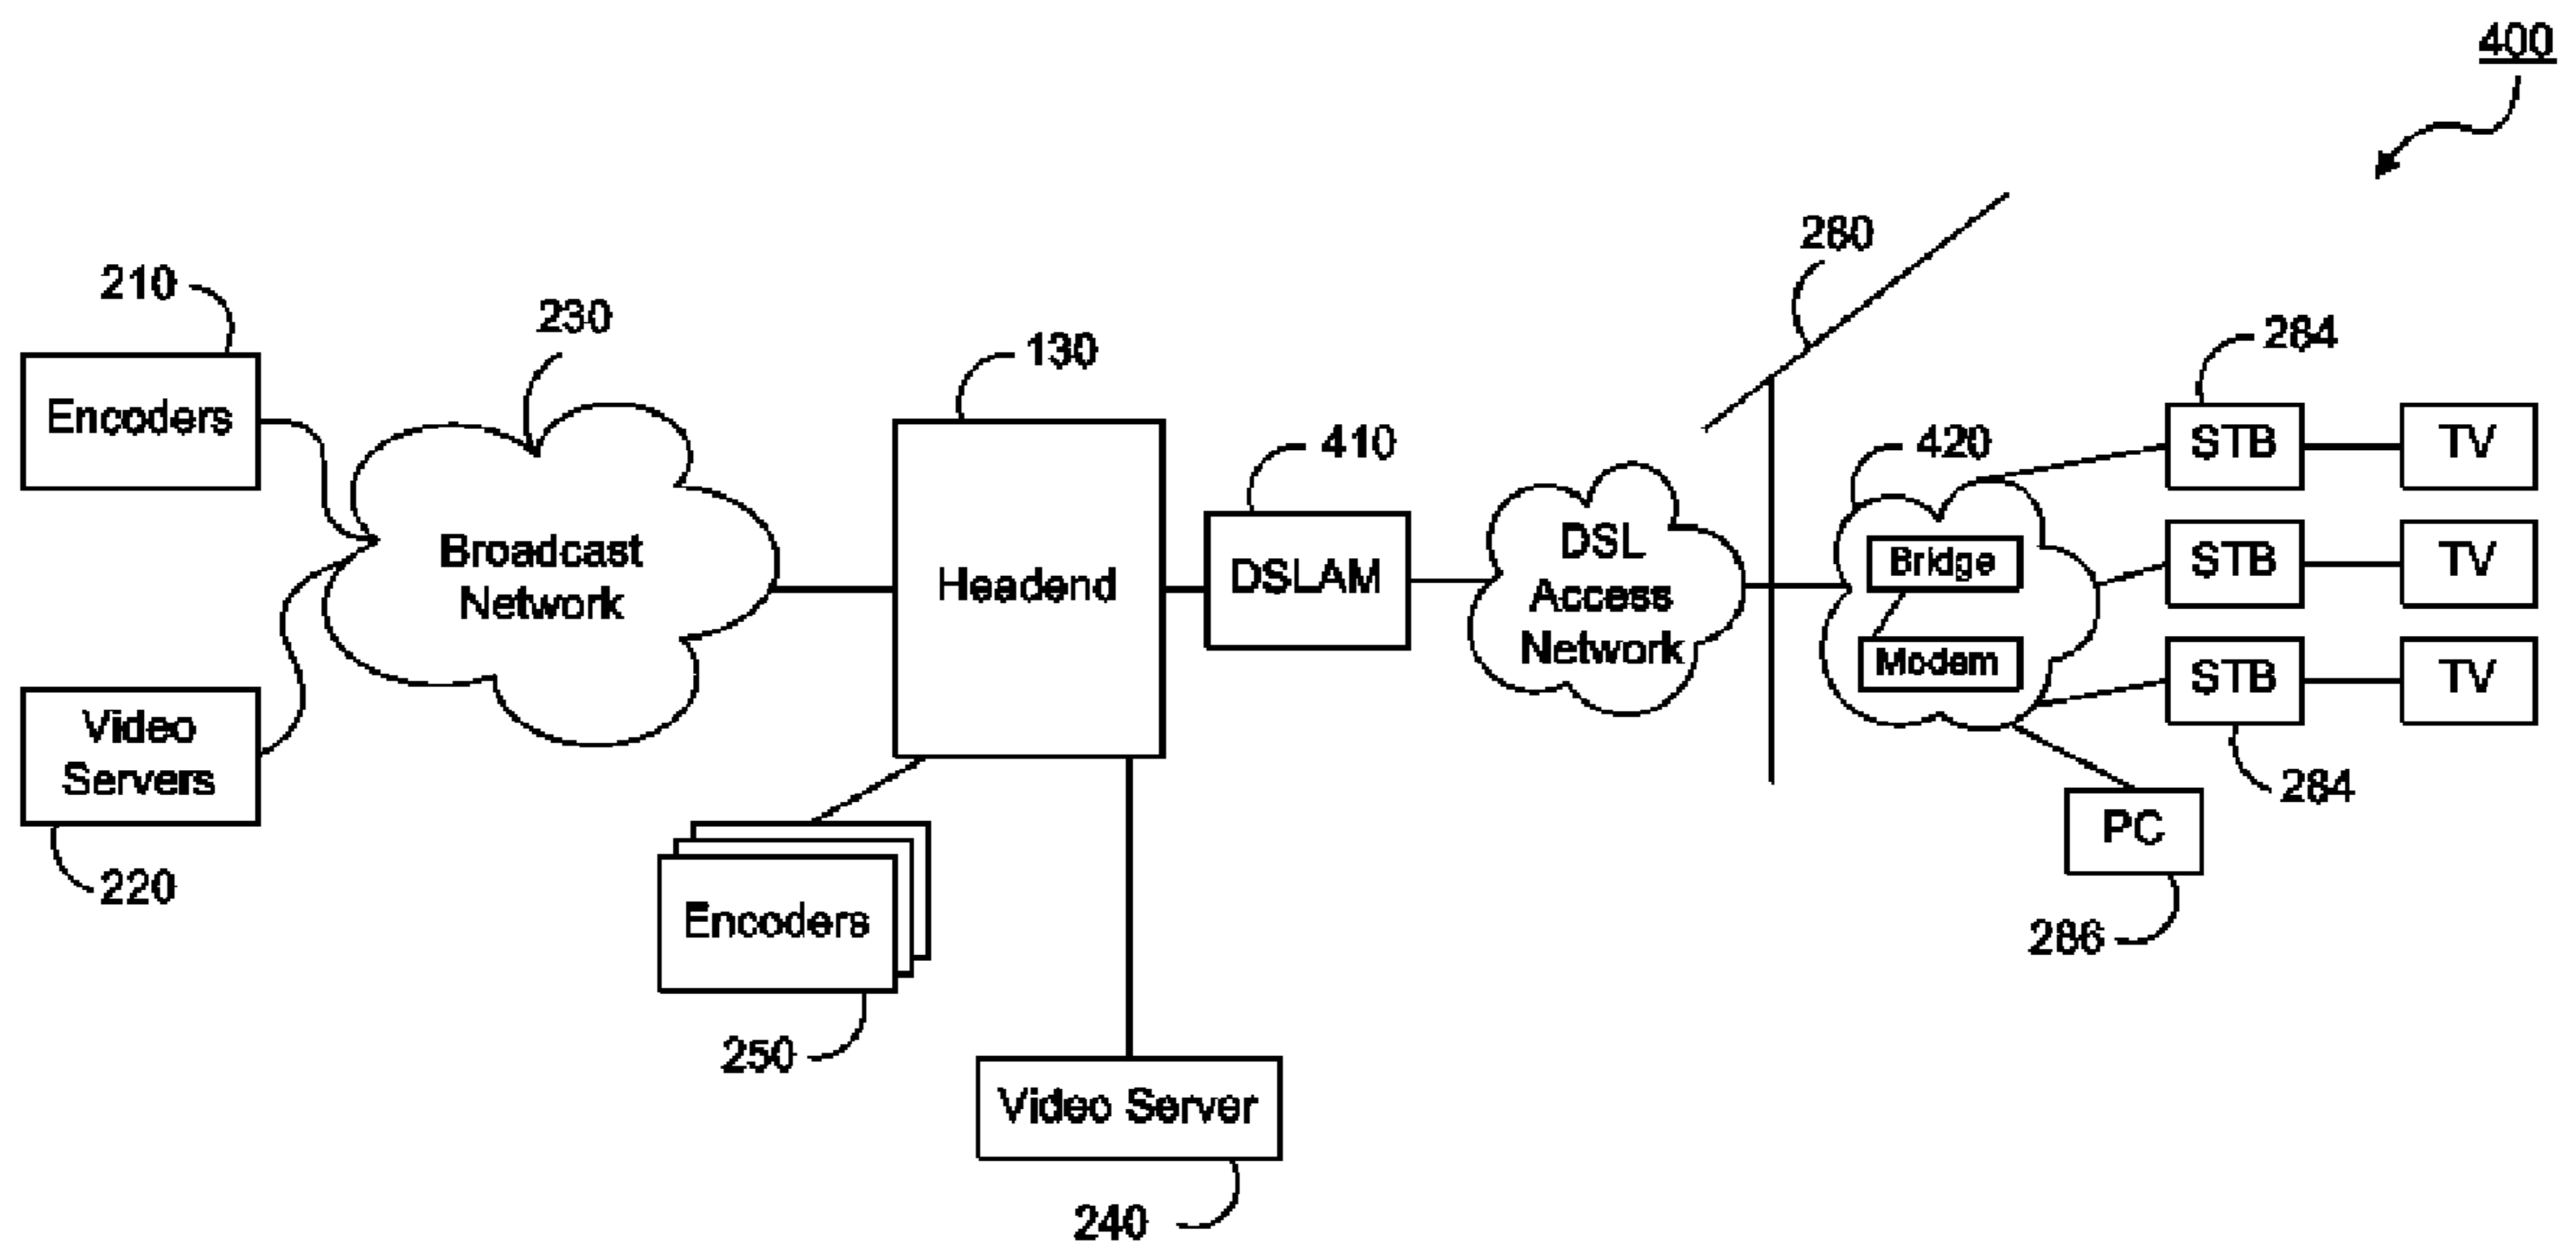 400
280
210
230
130
284
Encoders
410
420
STB
TV
Broadcast
Network
Headend
DSLAM
DSL
Access
Network
Bridge
Modem
STB
TV
STB
TV
Video
Servers
284
PC
220
Encoders
286
250
Video Server
240